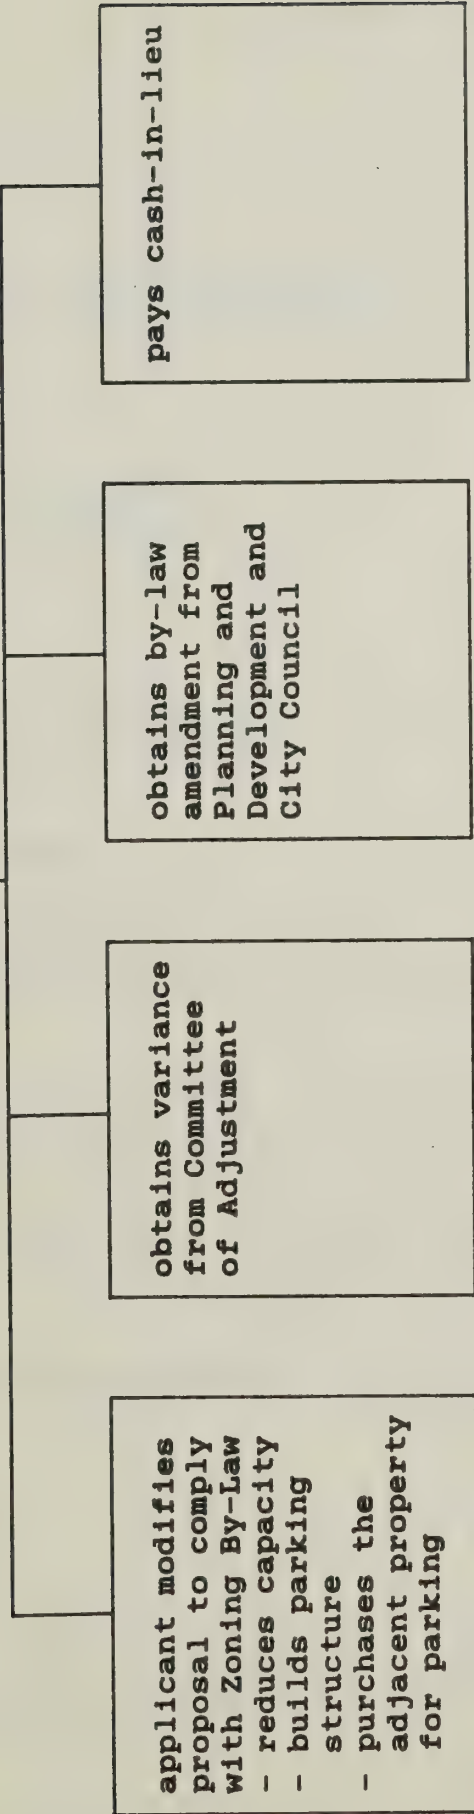 applicant modifies
proposal to comply
with Zoning By-Law
- reduces capacity
- builds parking
structure
- purchases the
adjacent property
for parking
obtains variance
from Committee
of Adjustment
obtains by-law
amendment from
Planning and
Development and
City Council
pays cash-in-lieu